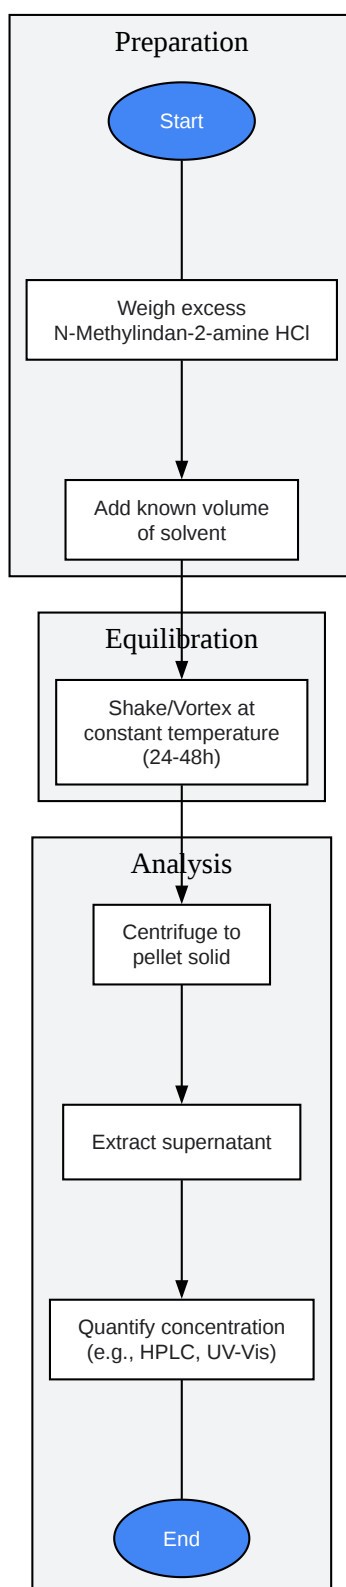 Preparation
Start
Weigh excess
N-Methylindan-2-amine HCl
Add known volume
of solvent
Equilibration
Shake/Vortex at
constant temperature
(24-48h)
Analysis
Centrifuge to
pellet solid
Extract supernatant
Quantify concentration
(e.g., HPLC, UV-Vis)
End